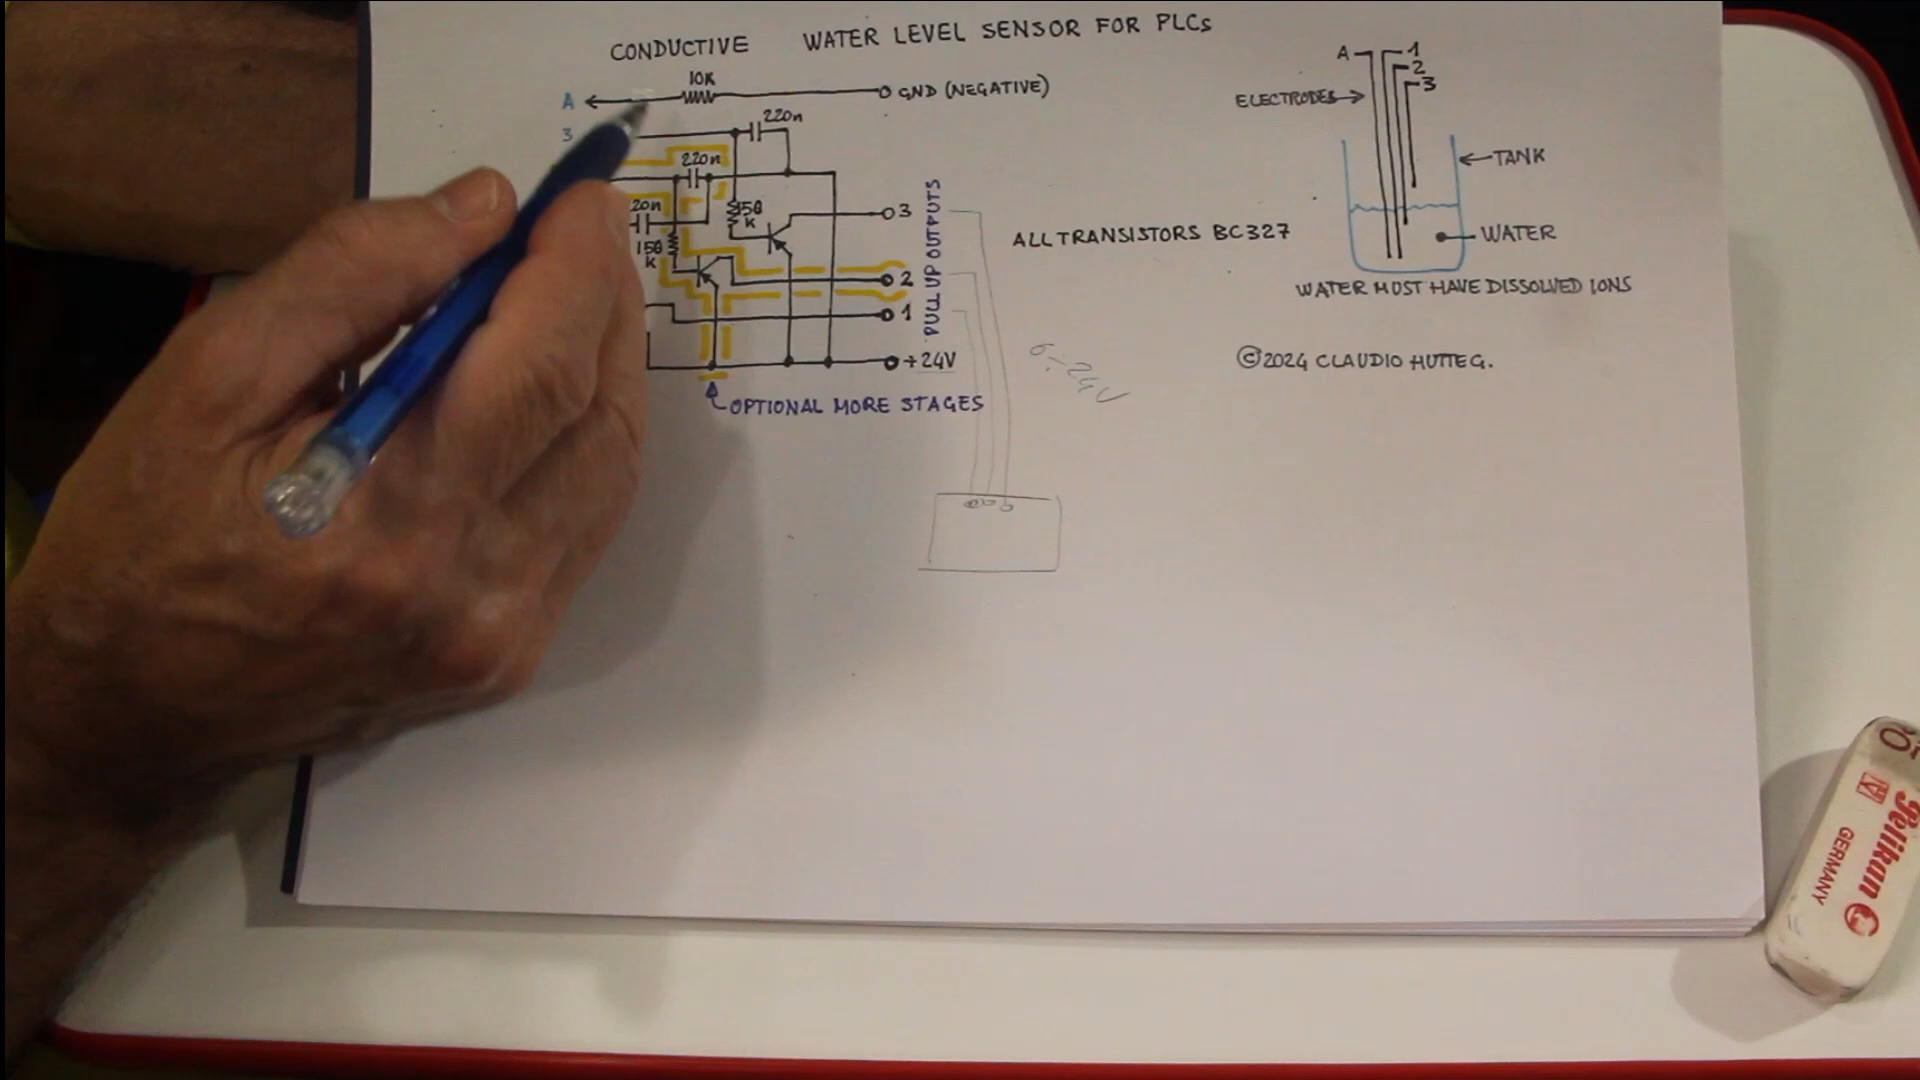 CONDUCTIVE WATER LEVEL SENSOR FOR PLCs
10K
A
GND (NEGATIVE)
220n
3
220n
150
K
3
20n
150
K
2
1
PULL UP OUTPUTS
+24V
OPTIONAL MORE STAGES
0÷24V
ALL TRANSISTORS BC327
A
1
2
3
ELECTRODES
TANK
WATER
WATER MUST HAVE DISSOLVED IONS
©2024 CLAUDIO HUTTEG.
Pelikan
GERMANY